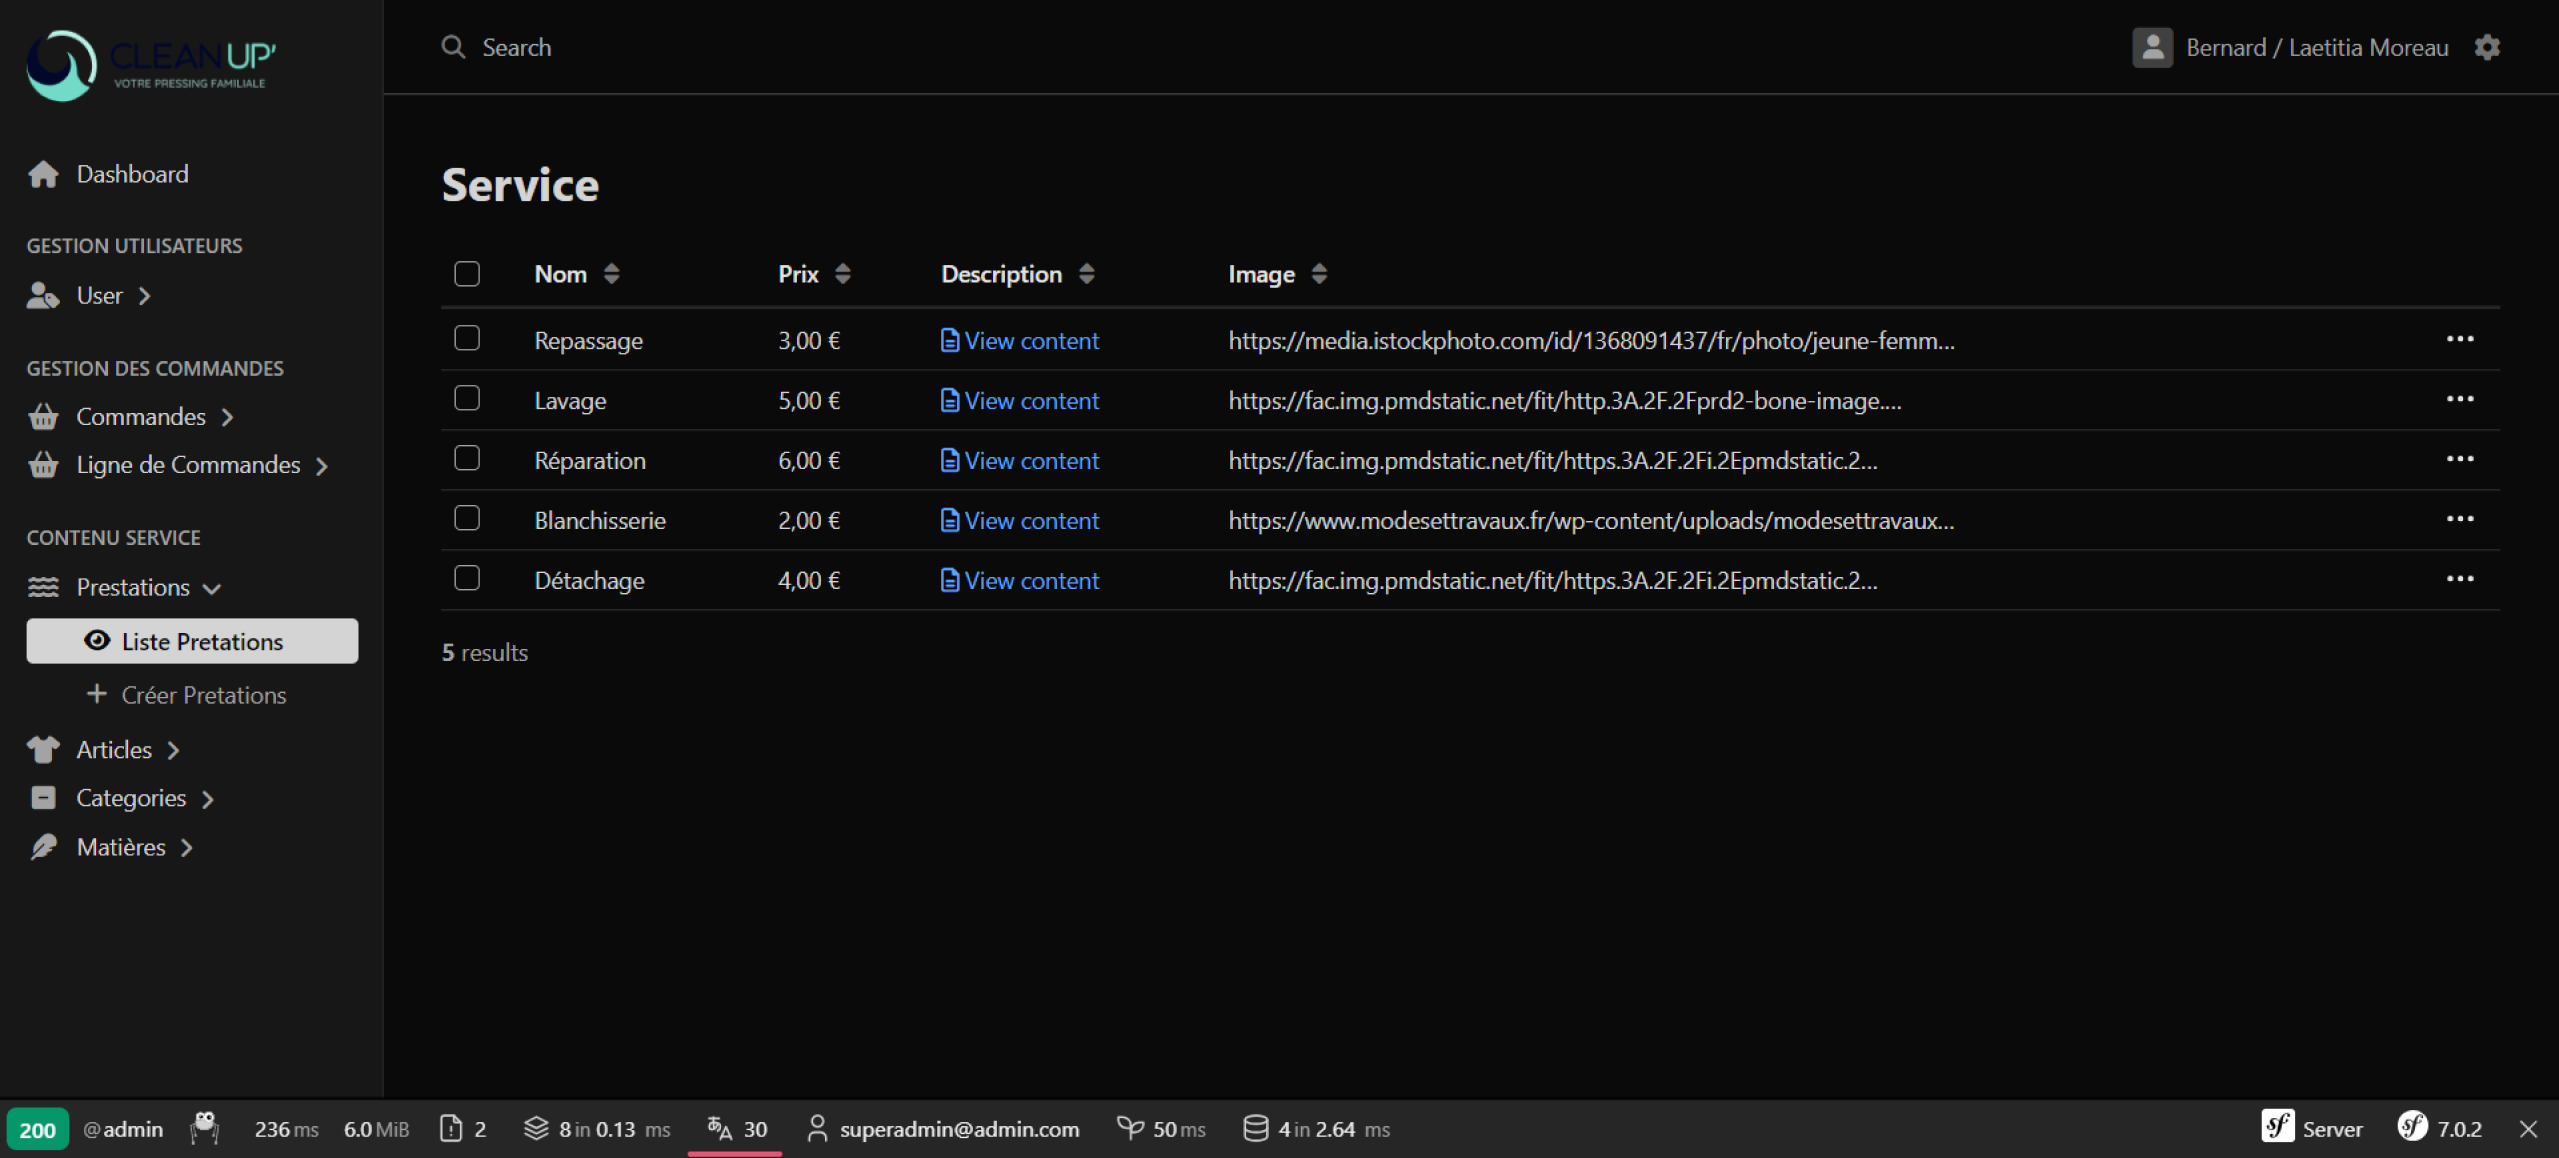 CLEAN UP'
VOTRE PRESSING FAMILIALE
Search
Bernard / Laetitia Moreau
Dashboard
GESTION UTILISATEURS
User
GESTION DES COMMANDES
Commandes
Ligne de Commandes
CONTENU SERVICE
Prestations
Liste Pretations
Créer Pretations
Articles
Categories
Matières
Service
Nom Prix Description Image
Repassage 3,00 € View content https://media.istockphoto.com/id/1368091437/fr/photo/jeune-femm...
Lavage 5,00 € View content https://fac.img.pmdstatic.net/fit/http.3A.2F.2Fprd2-bone-image....
Réparation 6,00 € View content https://fac.img.pmdstatic.net/fit/https.3A.2F.2Fi.2Epmdstatic.2...
Blanchisserie 2,00 € View content https://www.modesettravaux.fr/wp-content/uploads/modesettravaux...
Détachage 4,00 € View content https://fac.img.pmdstatic.net/fit/https.3A.2F.2Fi.2Epmdstatic.2...
5 results
200 @admin 236 ms 6.0 MiB 2 8 in 0.13 ms 30 superadmin@admin.com 50 ms 4 in 2.64 ms Server 7.0.2